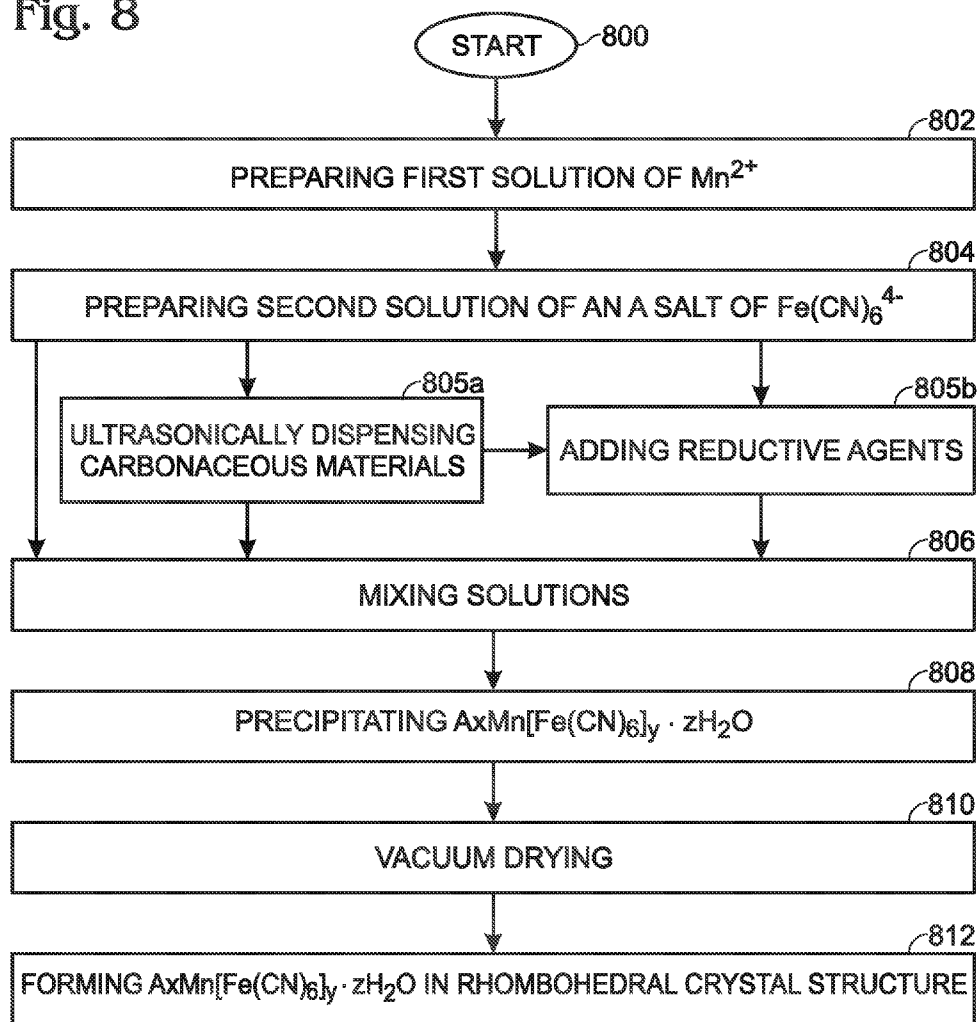 Fig. 8
START
800
802
PREPARING FIRST SOLUTION OF Mn²⁺
804
PREPARING SECOND SOLUTION OF AN A SALT OF Fe(CN)₆⁴⁻
805a
805b
ULTRASONICALLY DISPENSING
CARBONACEOUS MATERIALS
ADDING REDUCTIVE AGENTS
806
MIXING SOLUTIONS
808
PRECIPITATING AxMn[Fe(CN)₆]y · zH₂O
810
VACUUM DRYING
812
FORMING AxMn[Fe(CN)₆]y · zH₂O IN RHOMBOHEDRAL CRYSTAL STRUCTURE